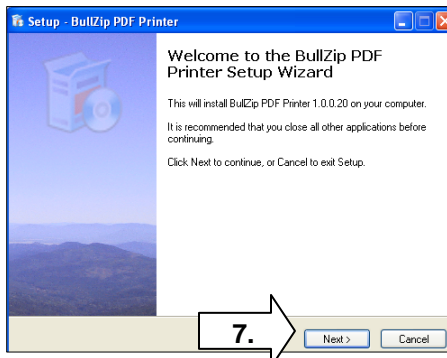 Setup - BullZip PDF Printer
Welcome to the BullZip PDF
Printer Setup Wizard
This will install BullZip PDF Printer 1.0.0.20 on your computer.
It is recommended that you close all other applications before
continuing.
Click Next to continue, or Cancel to exit Setup.
7.
Next >
Cancel